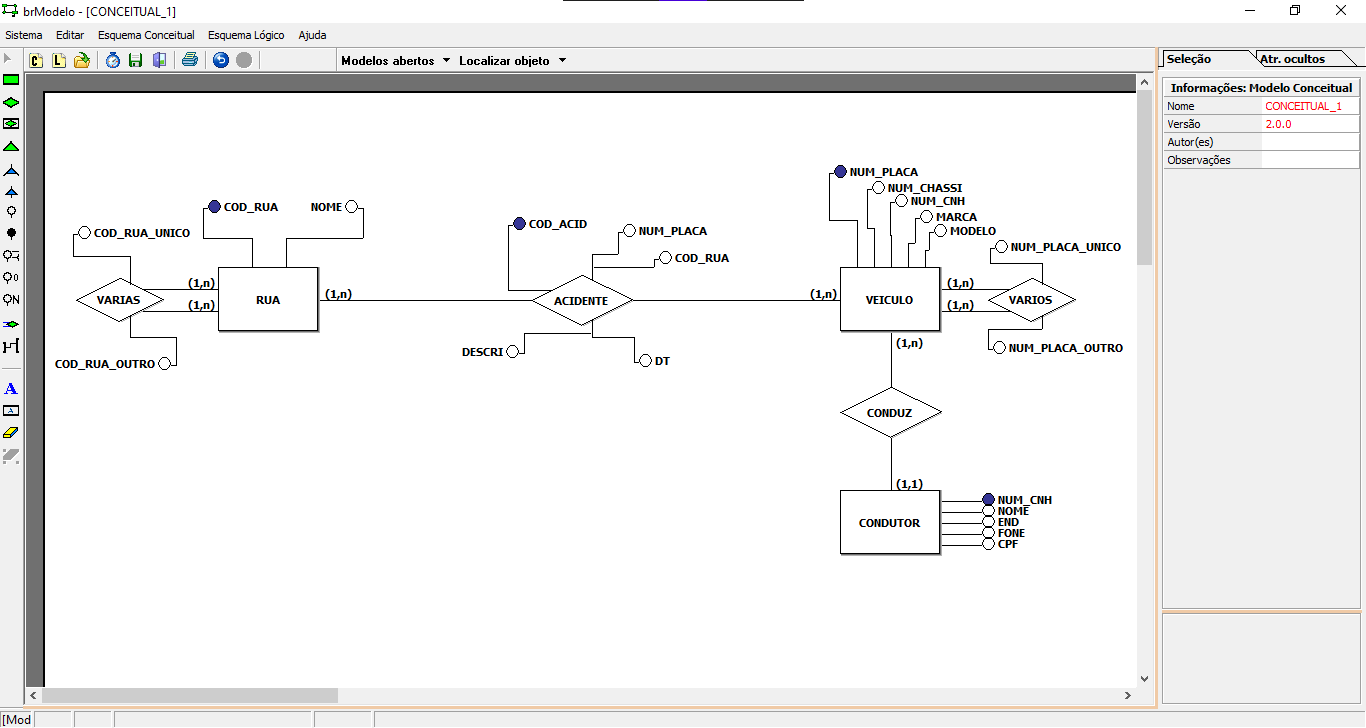 brModelo - [CONCEITUAL_1]
Sistema Editar Esquema Conceitual Esquema Lógico Ajuda
C L Modelos abertos Localizar objeto
Seleção Atr. ocultos
Informações: Modelo Conceitual
Nome CONCEITUAL_1
Versão 2.0.0
Autor(es)
Observações
0
N
A
A
NUM_PLACA
NUM_CHASSI
NUM_CNH
MARCA
MODELO
COD_RUA NOME
COD_RUA_UNICO
COD_ACID
NUM_PLACA
COD_RUA
NUM_PLACA_UNICO
(1,n) (1,n)
VARIAS RUA (1,n) ACIDENTE (1,n) VEICULO VARIOS
(1,n) (1,n)
DESCRI
DT
COD_RUA_OUTRO
NUM_PLACA_OUTRO
(1,n)
CONDUZ
(1,1)
CONDUTOR
NUM_CNH
NOME
END
FONE
CPF
[Mod